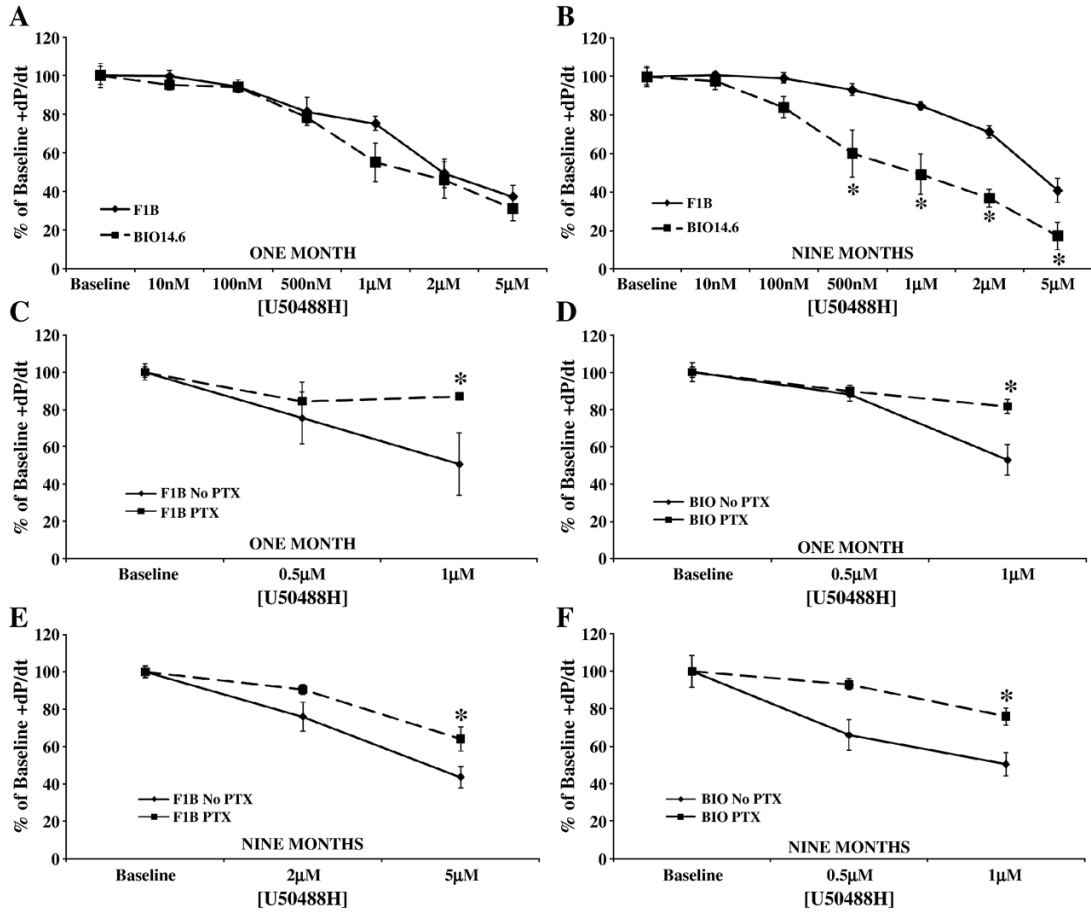 A
120
100
80
60
40
20
0
% of Baseline +dP/dt
F1B
BIO14.6
ONE MONTH
Baseline 10nM 100nM 500nM 1μM 2μM 5μM
[U50488H]
B
120
100
80
60
40
20
0
% of Baseline +dP/dt
* * * *
F1B
BIO14.6
NINE MONTHS
Baseline 10nM 100nM 500nM 1μM 2μM 5μM
[U50488H]
C
120
100
80
60
40
20
0
% of Baseline +dP/dt
*
F1B No PTX
F1B PTX
ONE MONTH
Baseline 0.5μM 1μM
[U50488H]
D
120
100
80
60
40
20
0
% of Baseline +dP/dt
*
BIO No PTX
BIO PTX
ONE MONTH
Baseline 0.5μM 1μM
[U50488H]
E
120
100
80
60
40
20
0
% of Baseline +dP/dt
*
F1B No PTX
F1B PTX
NINE MONTHS
Baseline 2μM 5μM
[U50488H]
F
120
100
80
60
40
20
0
% of Baseline +dP/dt
*
BIO No PTX
BIO PTX
NINE MONTHS
Baseline 0.5μM 1μM
[U50488H]